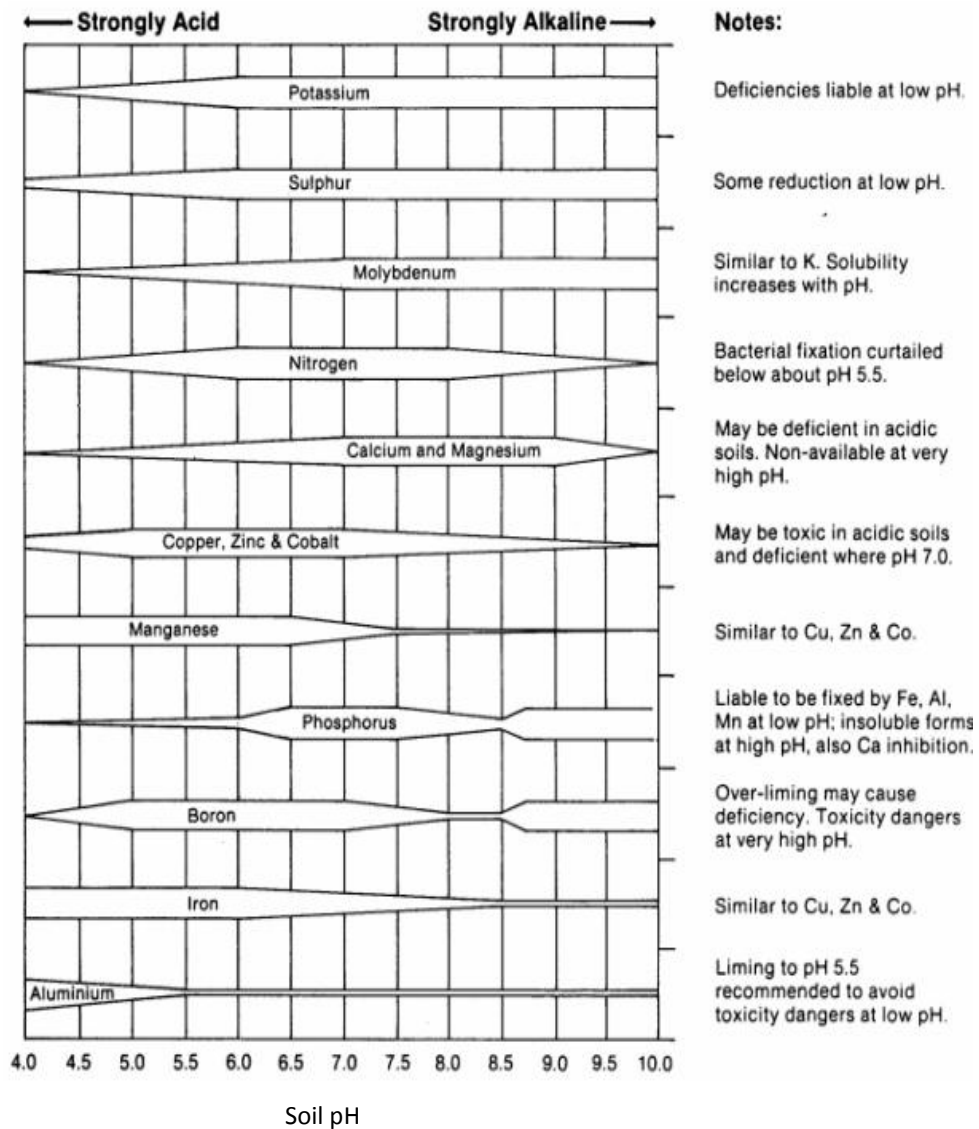 Strongly Acid
Strongly Alkaline
Notes:
Potassium
Deficiencies liable at low pH.
Sulphur
Some reduction at low pH.
Molybdenum
Similar to K. Solubility
increases with pH.
Nitrogen
Bacterial fixation curtailed
below about pH 5.5.
Calcium and Magnesium
May be deficient in acidic
soils. Non-available at very
high pH.
Copper, Zinc & Cobalt
May be toxic in acidic soils
and deficient where pH 7.0.
Manganese
Similar to Cu, Zn & Co.
Phosphorus
Liable to be fixed by Fe, Al,
Mn at low pH; insoluble forms
at high pH, also Ca inhibition.
Boron
Over-liming may cause
deficiency. Toxicity dangers
at very high pH.
Iron
Similar to Cu, Zn & Co.
Aluminium
Liming to pH 5.5
recommended to avoid
toxicity dangers at low pH.
4.0 4.5 5.0 5.5 6.0 6.5 7.0 7.5 8.0 8.5 9.0 9.5 10.0
Soil pH